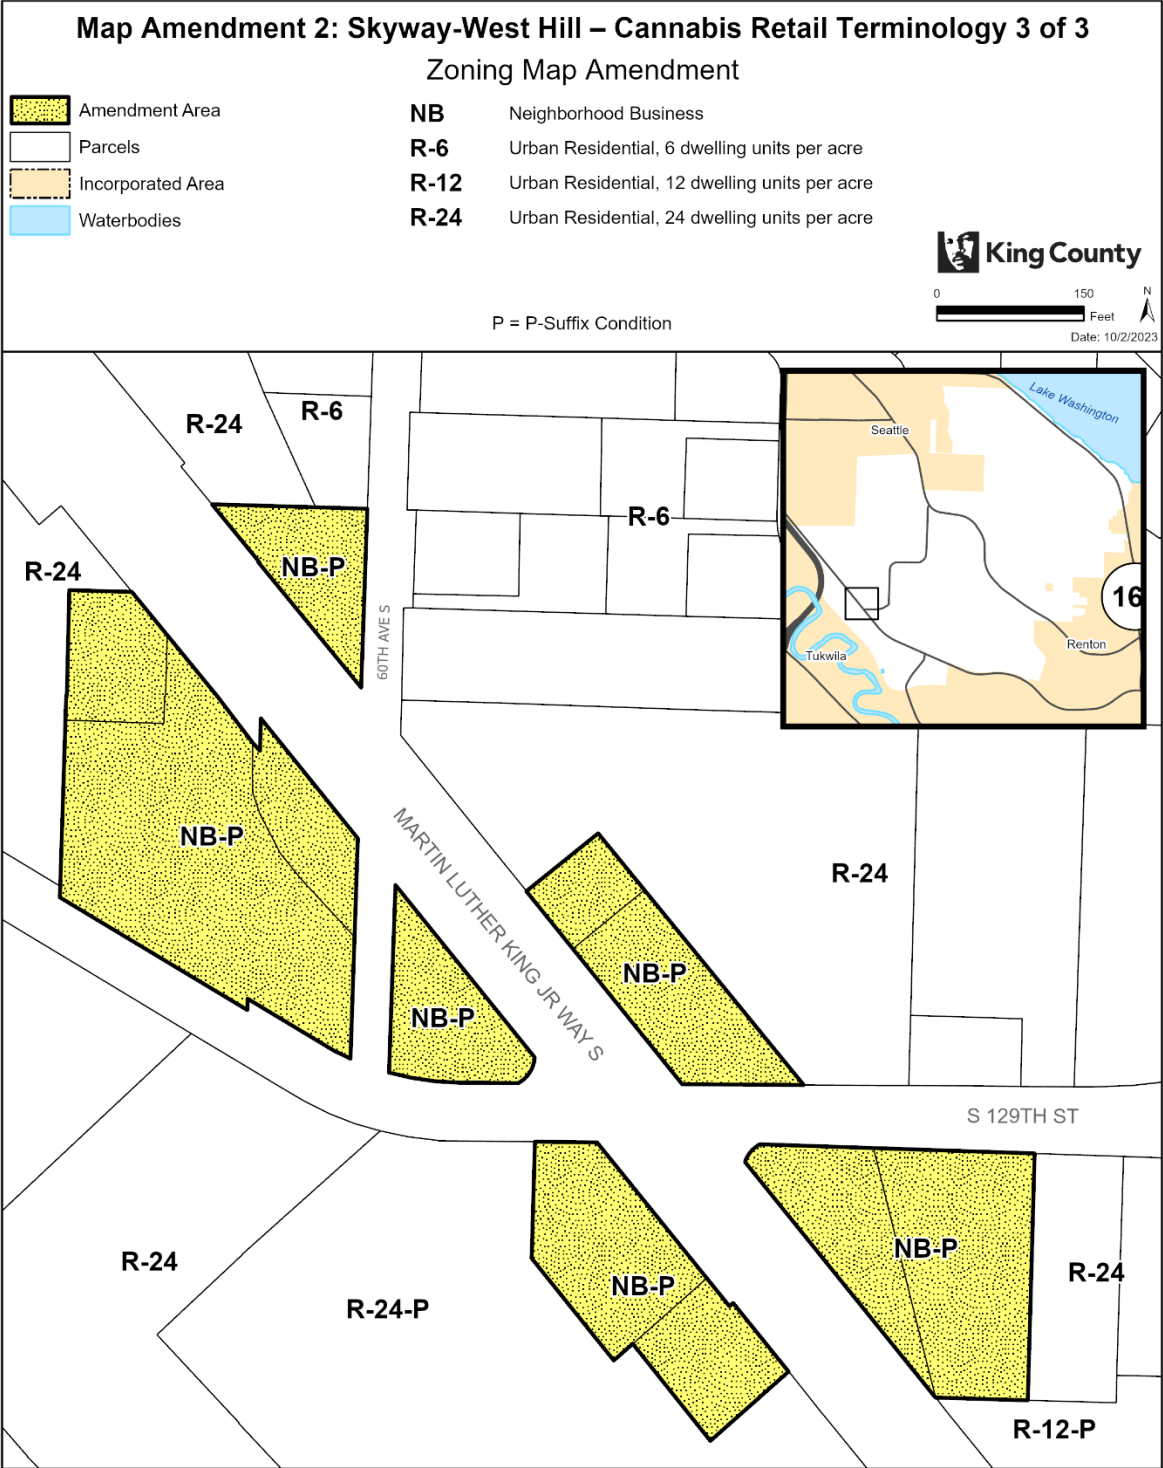 Map Amendment 2: Skyway-West Hill – Cannabis Retail Terminology 3 of 3
Zoning Map Amendment
Amendment Area
Parcels
Incorporated Area
Waterbodies
NB Neighborhood Business
R-6 Urban Residential, 6 dwelling units per acre
R-12 Urban Residential, 12 dwelling units per acre
R-24 Urban Residential, 24 dwelling units per acre
King County
0 150
Feet
N
Date: 10/2/2023
P = P-Suffix Condition
Lake Washington
Seattle
16
Renton
Tukwila
R-24
R-6
R-6
NB-P
R-24
60TH AVE S
NB-P
MARTIN LUTHER KING JR WAY S
R-24
NB-P
NB-P
S 129TH ST
NB-P
R-24
R-24
NB-P
R-24-P
R-12-P